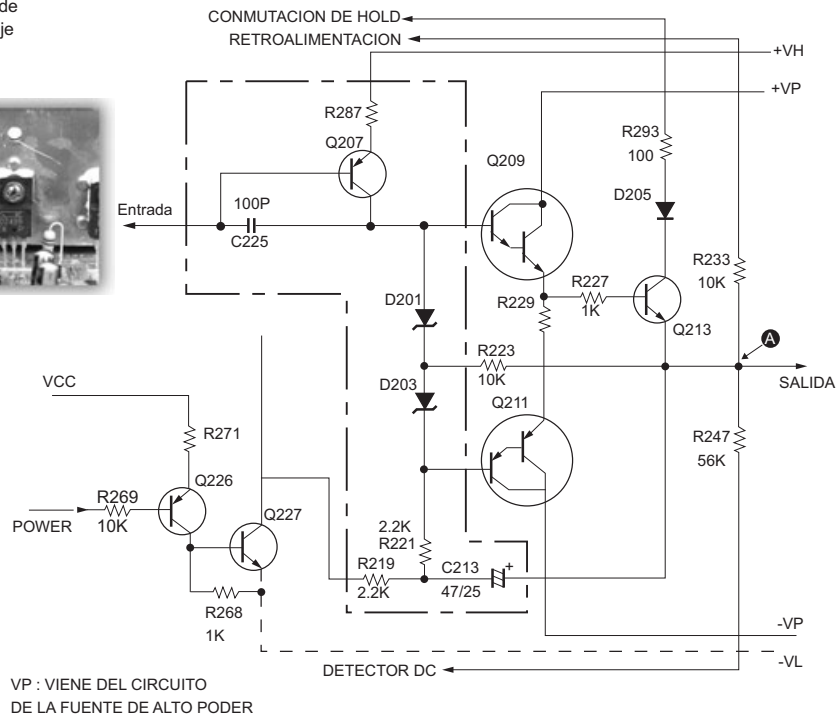 de
je
CONMUTACION DE HOLD
RETROALIMENTACION
+VH
+VP
R287
Q207
Q209
R293
100
D205
Entrada
100P
C225
R233
10K
R227
1K
R229
Q213
D201
A
R223
10K
SALIDA
D203
Q211
VCC
R271
R247
56K
Q226
R269
10K
POWER
Q227
2.2K
R221
R219
2.2K
C213
47/25
+
R268
1K
-VP
-VL
DETECTOR DC
VP : VIENE DEL CIRCUITO
DE LA FUENTE DE ALTO PODER